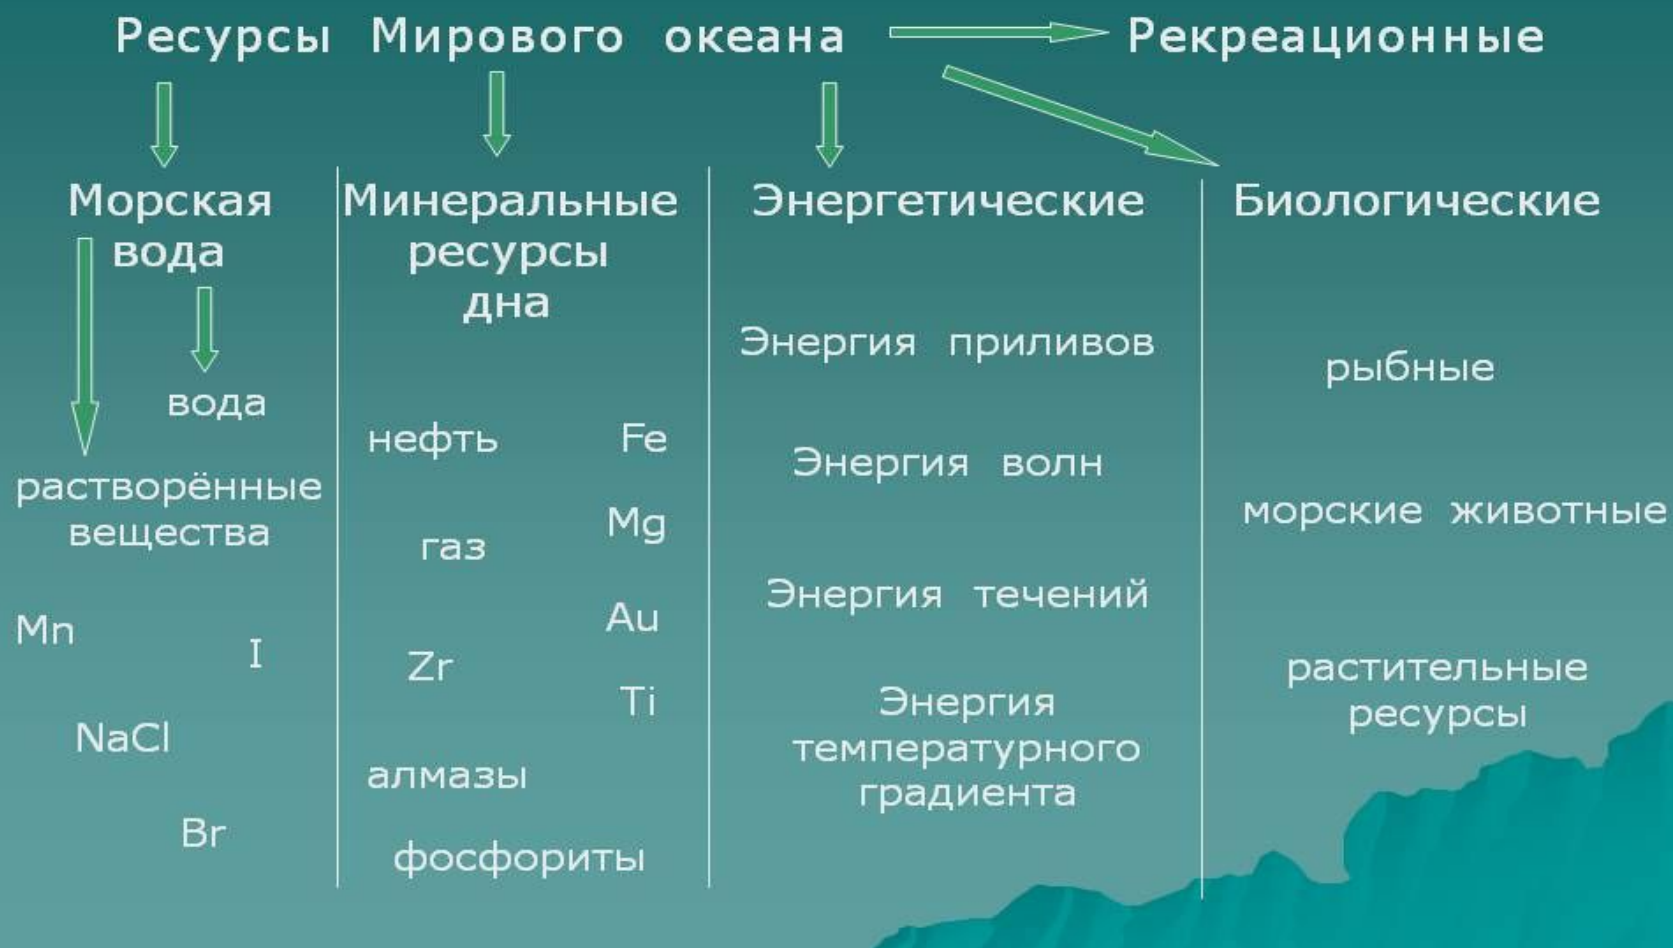 Ресурсы Мирового океана
Рекреационные
Морская
вода
вода
растворённые
вещества
Mn
I
NaCl
Br
Минеральные
ресурсы
дна
нефть
Fe
Mg
газ
Au
Zr
Ti
алмазы
фосфориты
Энергетические
Энергия приливов
Энергия волн
Энергия течений
Энергия
температурного
градиента
Биологические
рыбные
морские животные
растительные
ресурсы